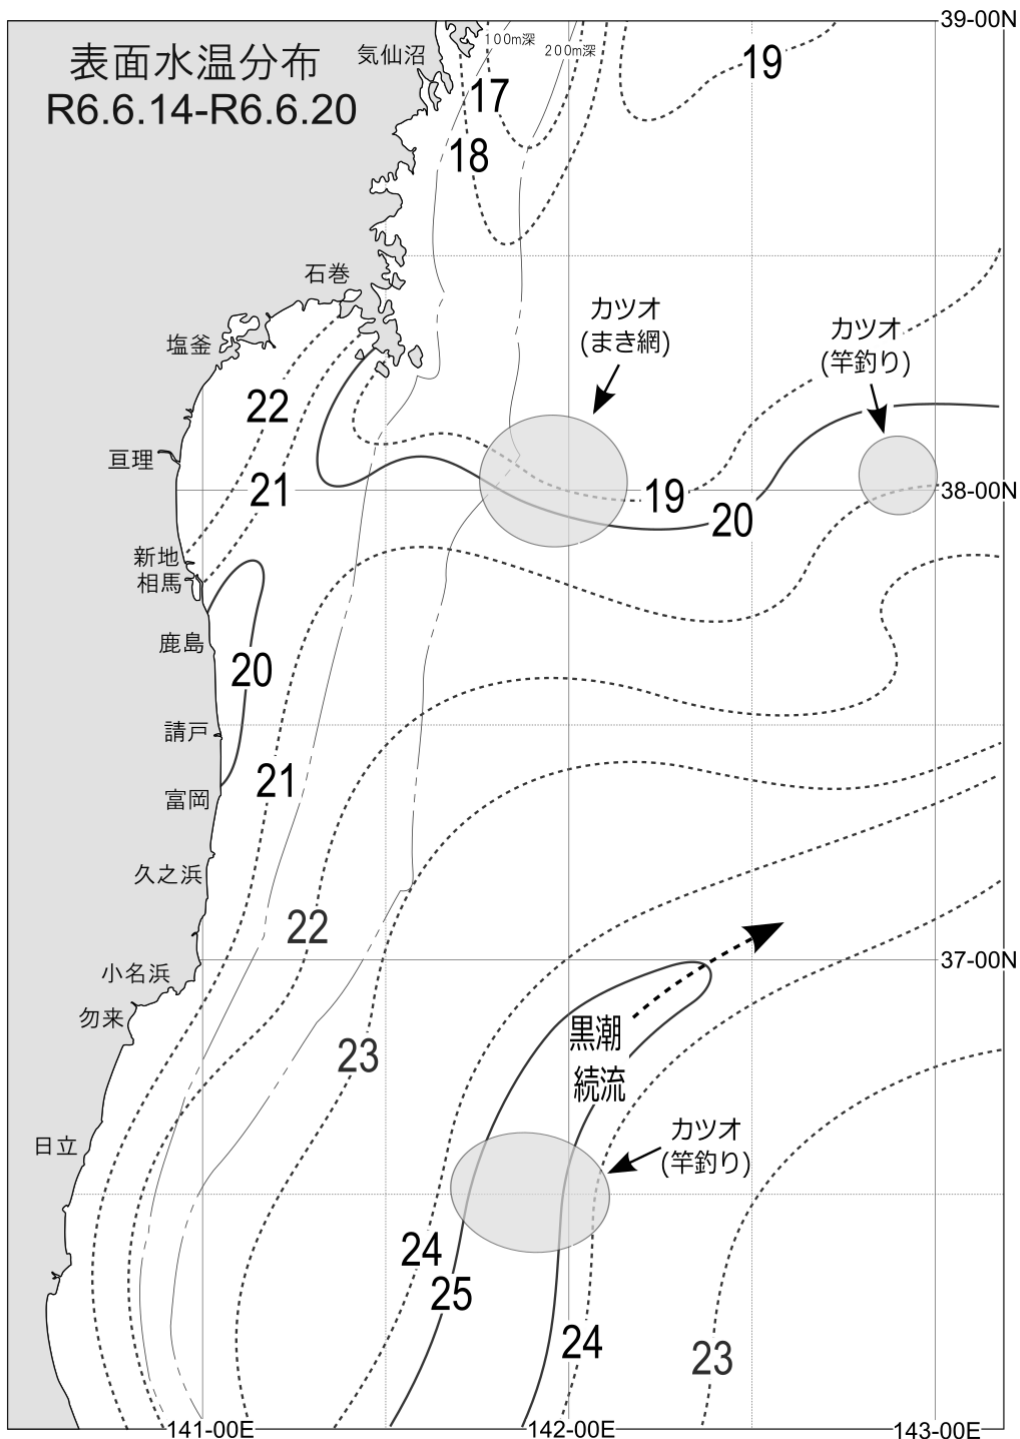 表面水温分布
R6.6.14-R6.6.20
39-00N
気仙沼
100m深
200m深
19
17
18
石巻
カツオ
(まき網)
カツオ
(竿釣り)
塩釜
22
亘理
21
19
38-00N
20
新地
相馬
鹿島
20
請戸
21
富岡
久之浜
22
小名浜
37-00N
勿来
黒潮
続流
23
カツオ
(竿釣り)
日立
24
25
24
23
141-00E
142-00E
143-00E